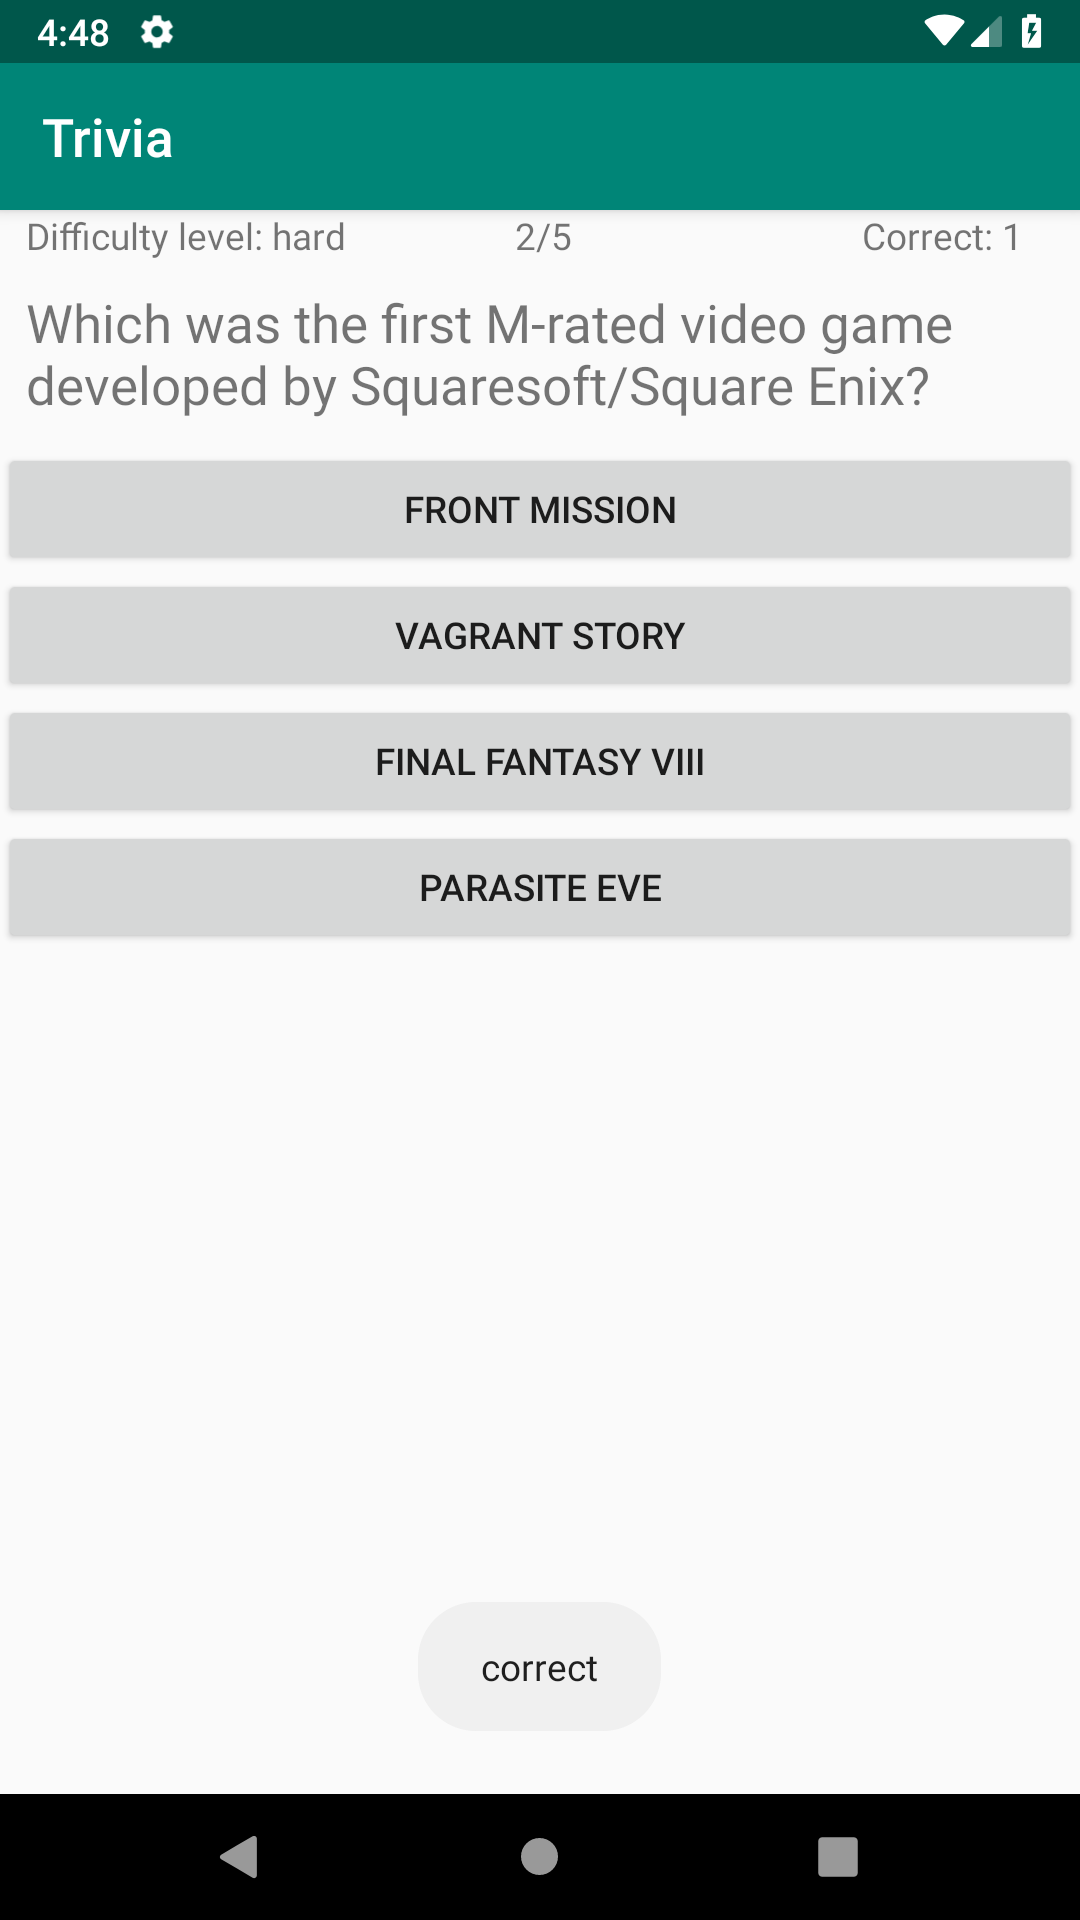 4:48
Trivia
Difficulty level: hard 2/5 Correct: 1
Which was the first M-rated video game
developed by Squaresoft/Square Enix?
FRONT MISSION
VAGRANT STORY
FINAL FANTASY VIII
PARASITE EVE
correct